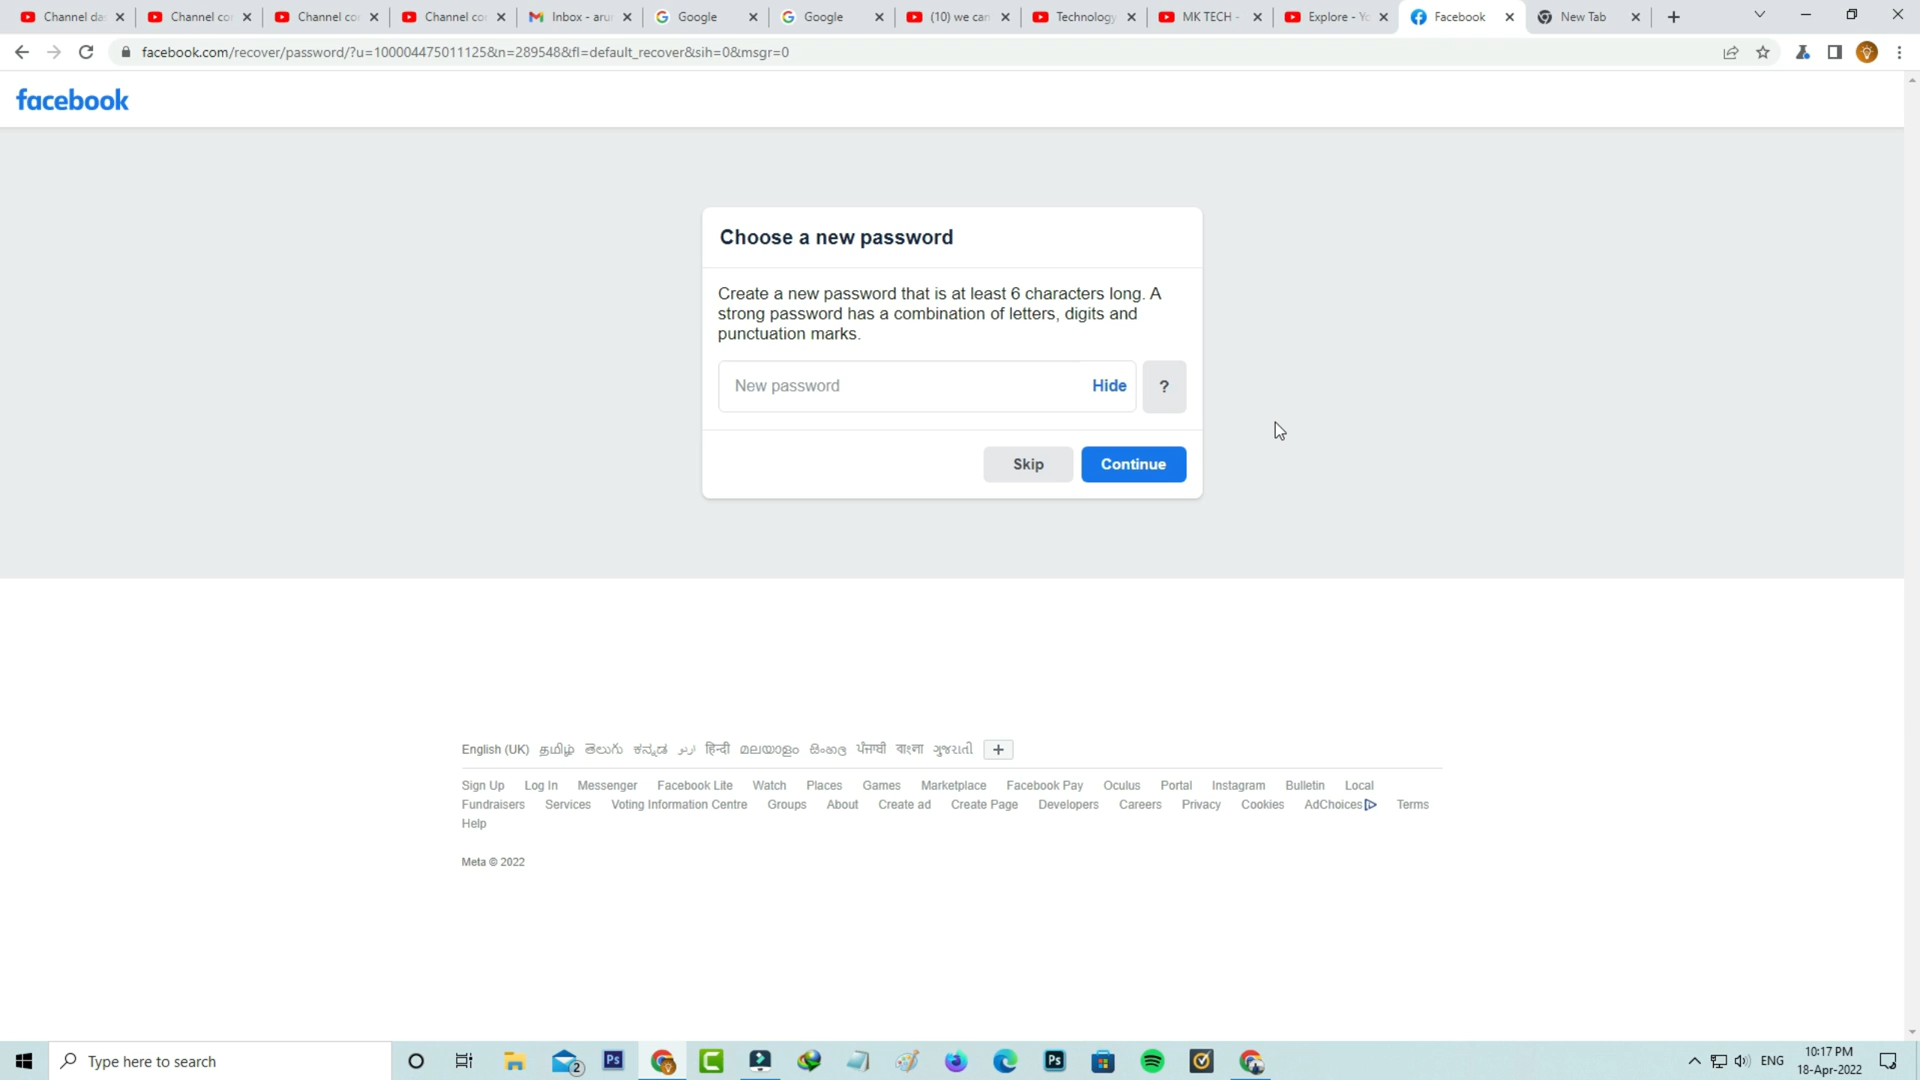 Channel da
Channel co
Channel co
Channel co
Inbox - aru
Google
Google
(10) we can
Technology
MK TECH -
Explore - Yo
Facebook
New Tab
facebook.com/recover/password/?u=100004475011125&n=289548&fl=default_recover&sih=0&msgr=0
facebook
Choose a new password
Create a new password that is at least 6 characters long. A
strong password has a combination of letters, digits and
punctuation marks.
New password Hide ?
Skip Continue
English (UK) தமிழ் తెలుగు ಕನ್ನಡ اردو हिन्दी മലയാളം සිංහල ਪੰਜਾਬੀ বাংলা ગુજરાતી +
Sign Up Log In Messenger Facebook Lite Watch Places Games Marketplace Facebook Pay Oculus Portal Instagram Bulletin Local
Fundraisers Services Voting Information Centre Groups About Create ad Create Page Developers Careers Privacy Cookies AdChoices Terms
Help
Meta © 2022
Type here to search
2
Ps
Ps
ENG
10:17 PM
18-Apr-2022